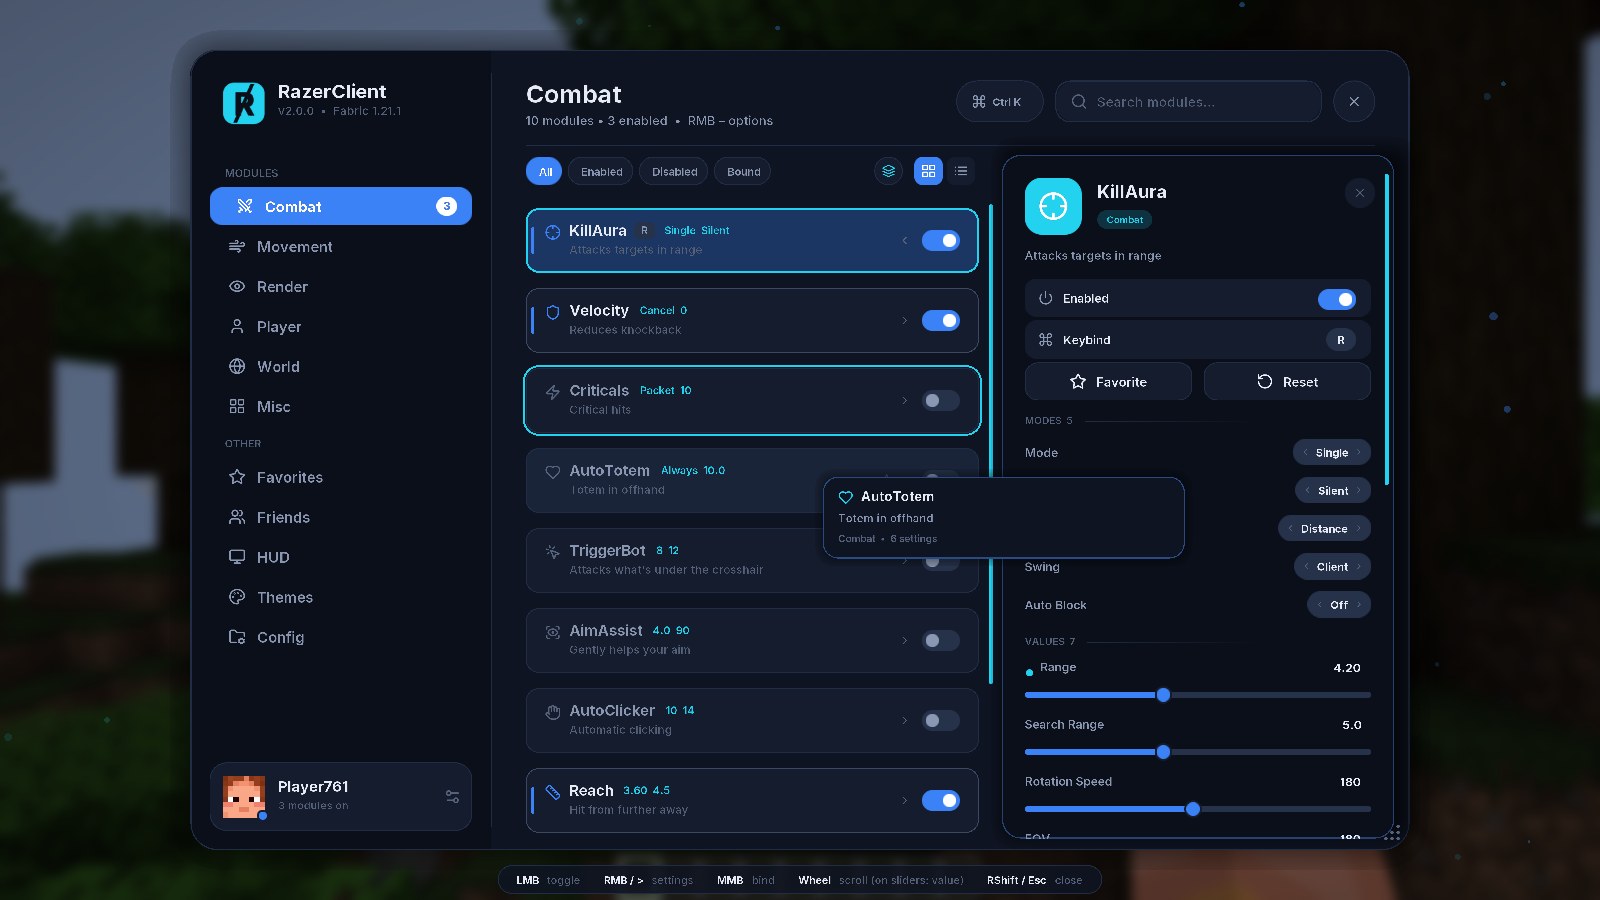 RazerClient
v2.0.0 • Fabric 1.21.1
MODULES
Combat 3
Movement
Render
Player
World
Misc
OTHER
Favorites
Friends
HUD
Themes
Config
Player761
3 modules on
Combat
10 modules • 3 enabled • RMB – options
Ctrl K
Search modules...
All Enabled Disabled Bound
KillAura R Single Silent
Attacks targets in range
Velocity Cancel 0
Reduces knockback
Criticals Packet 10
Critical hits
AutoTotem Always 10.0
Totem in offhand
TriggerBot 8 12
Attacks what's under the crosshair
AimAssist 4.0 90
Gently helps your aim
AutoClicker 10 14
Automatic clicking
Reach 3.60 4.5
Hit from further away
AutoTotem
Totem in offhand
Combat • 6 settings
KillAura
Combat
Attacks targets in range
Enabled
Keybind R
Favorite Reset
MODES 5
Mode Single
Silent
Distance
Swing Client
Auto Block Off
VALUES 7
Range 4.20
Search Range 5.0
Rotation Speed 180
FOV 180
LMB toggle RMB / > settings MMB bind Wheel scroll (on sliders: value) RShift / Esc close